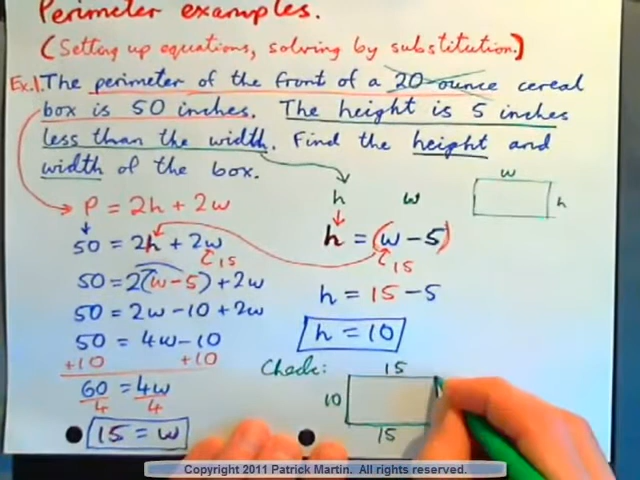 Perimeter examples.
(Setting up equations, solving by substitution.)
Ex.1. The perimeter of the front of a 20 ounce cereal
box is 50 inches. The height is 5 inches
less than the width. Find the height and
width of the box.
h w
w
h
P = 2h + 2w
50 = 2h + 2w
15
50 = 2(w - 5) + 2w
50 = 2w - 10 + 2w
50 = 4w - 10
+10 +10
60 = 4w
4 4
15 = w
h = (w - 5)
15
h = 15 - 5
h = 10
Check:
15
10
15
Copyright 2011 Patrick Martin. All rights reserved.